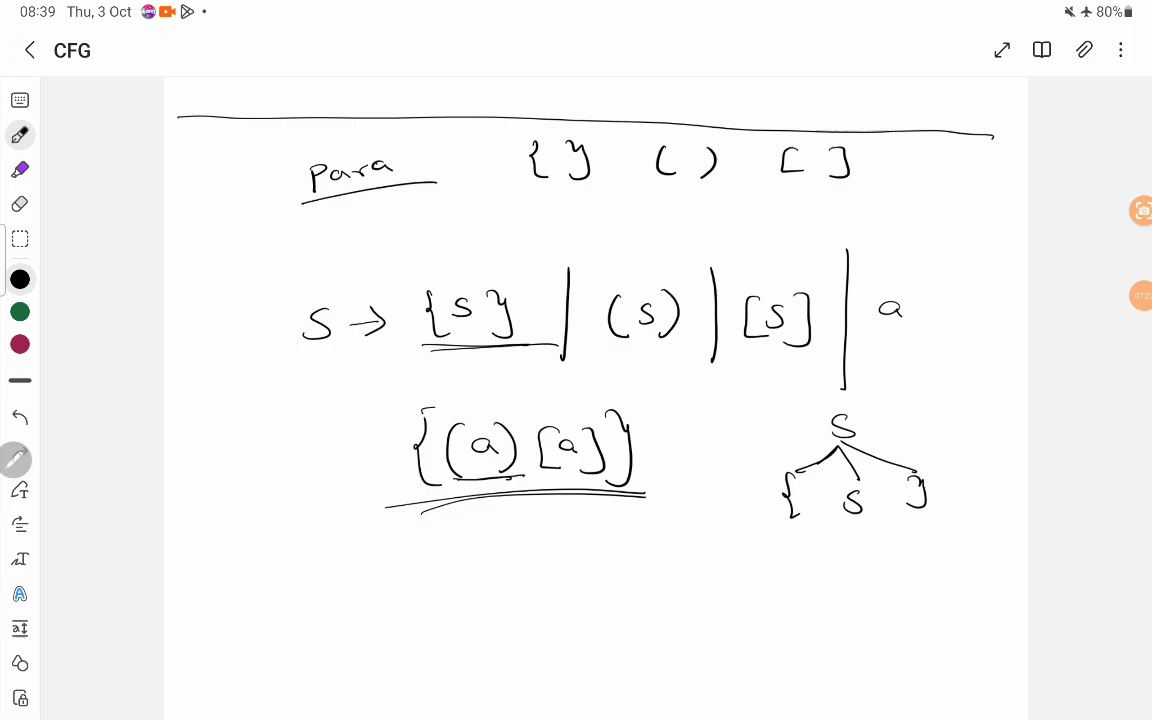 08:39 Thu, 3 Oct 80%
CFG
para { } ( ) [ ]
S → {S} | (S) | [S] | a
{(a)[a]}
S
{ S }